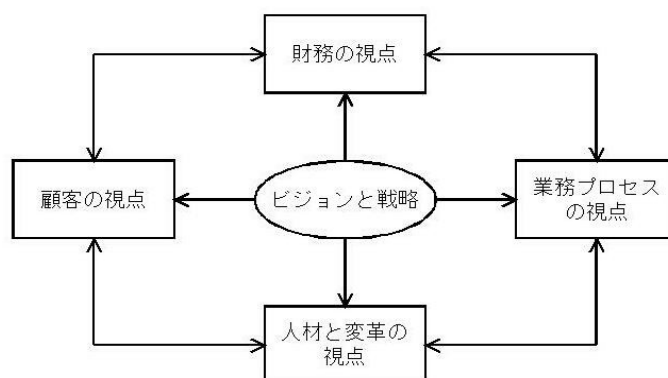 財務の視点
顧客の視点
ビジョンと戦略
業務プロセス
の視点
人材と変革の
視点